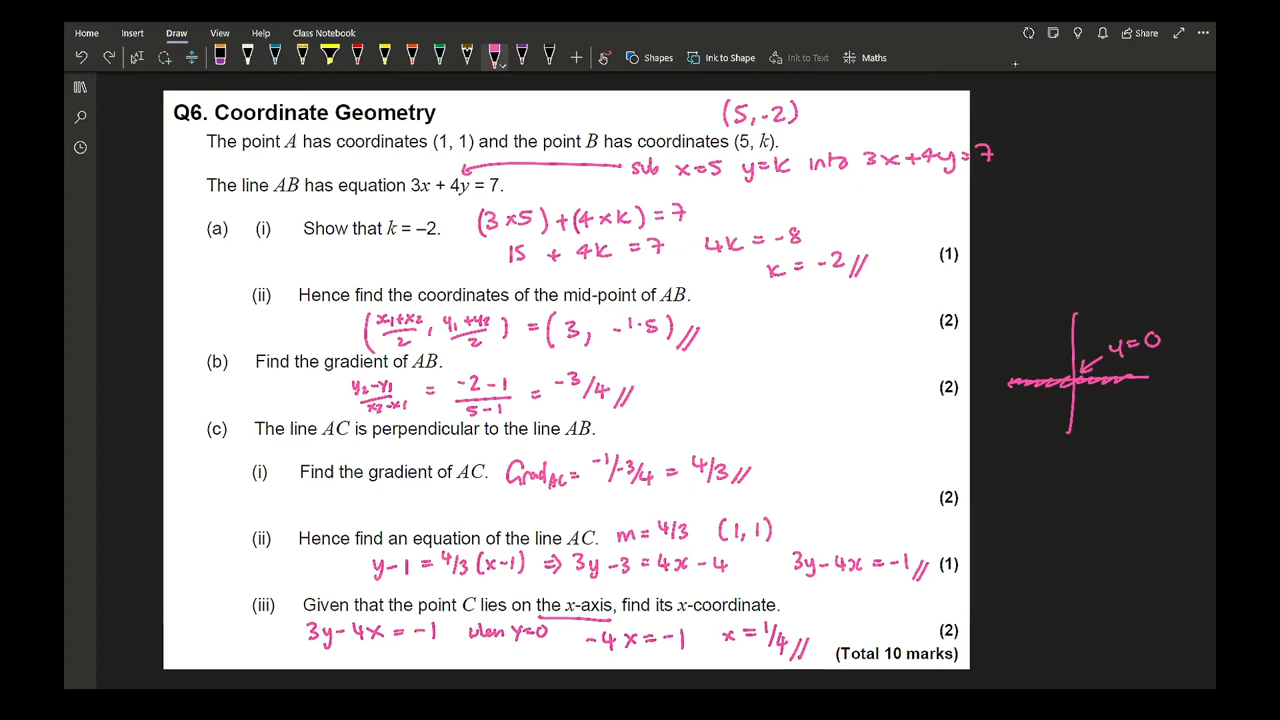 Home Insert Draw View Help Class Notebook Share
Shapes Ink to Shape Ink to Text Maths
Q6. Coordinate Geometry (5, -2)
The point A has coordinates (1, 1) and the point B has coordinates (5, k).
sub x=5 y=k into 3x+4y=7
The line AB has equation 3x + 4y = 7.
(a) (i) Show that k = –2. (3×5)+(4×k)=7
15 + 4k = 7 4k = -8
k = -2// (1)
(ii) Hence find the coordinates of the mid-point of AB.
(x1+x2/2, y1+y2/2) = (3, -1.5)// (2)
y=0
(b) Find the gradient of AB.
y2-y1/x2-x1 = -2-1/5-1 = -3/4// (2)
(c) The line AC is perpendicular to the line AB.
(i) Find the gradient of AC. GradAC = -1/-3/4 = 4/3//
(2)
(ii) Hence find an equation of the line AC. m = 4/3 (1,1)
y-1 = 4/3(x-1) ⇒ 3y-3 = 4x-4 3y-4x = -1// (1)
(iii) Given that the point C lies on the x-axis, find its x-coordinate.
3y-4x = -1 when y=0 -4x = -1 x = 1/4// (2)
(Total 10 marks)